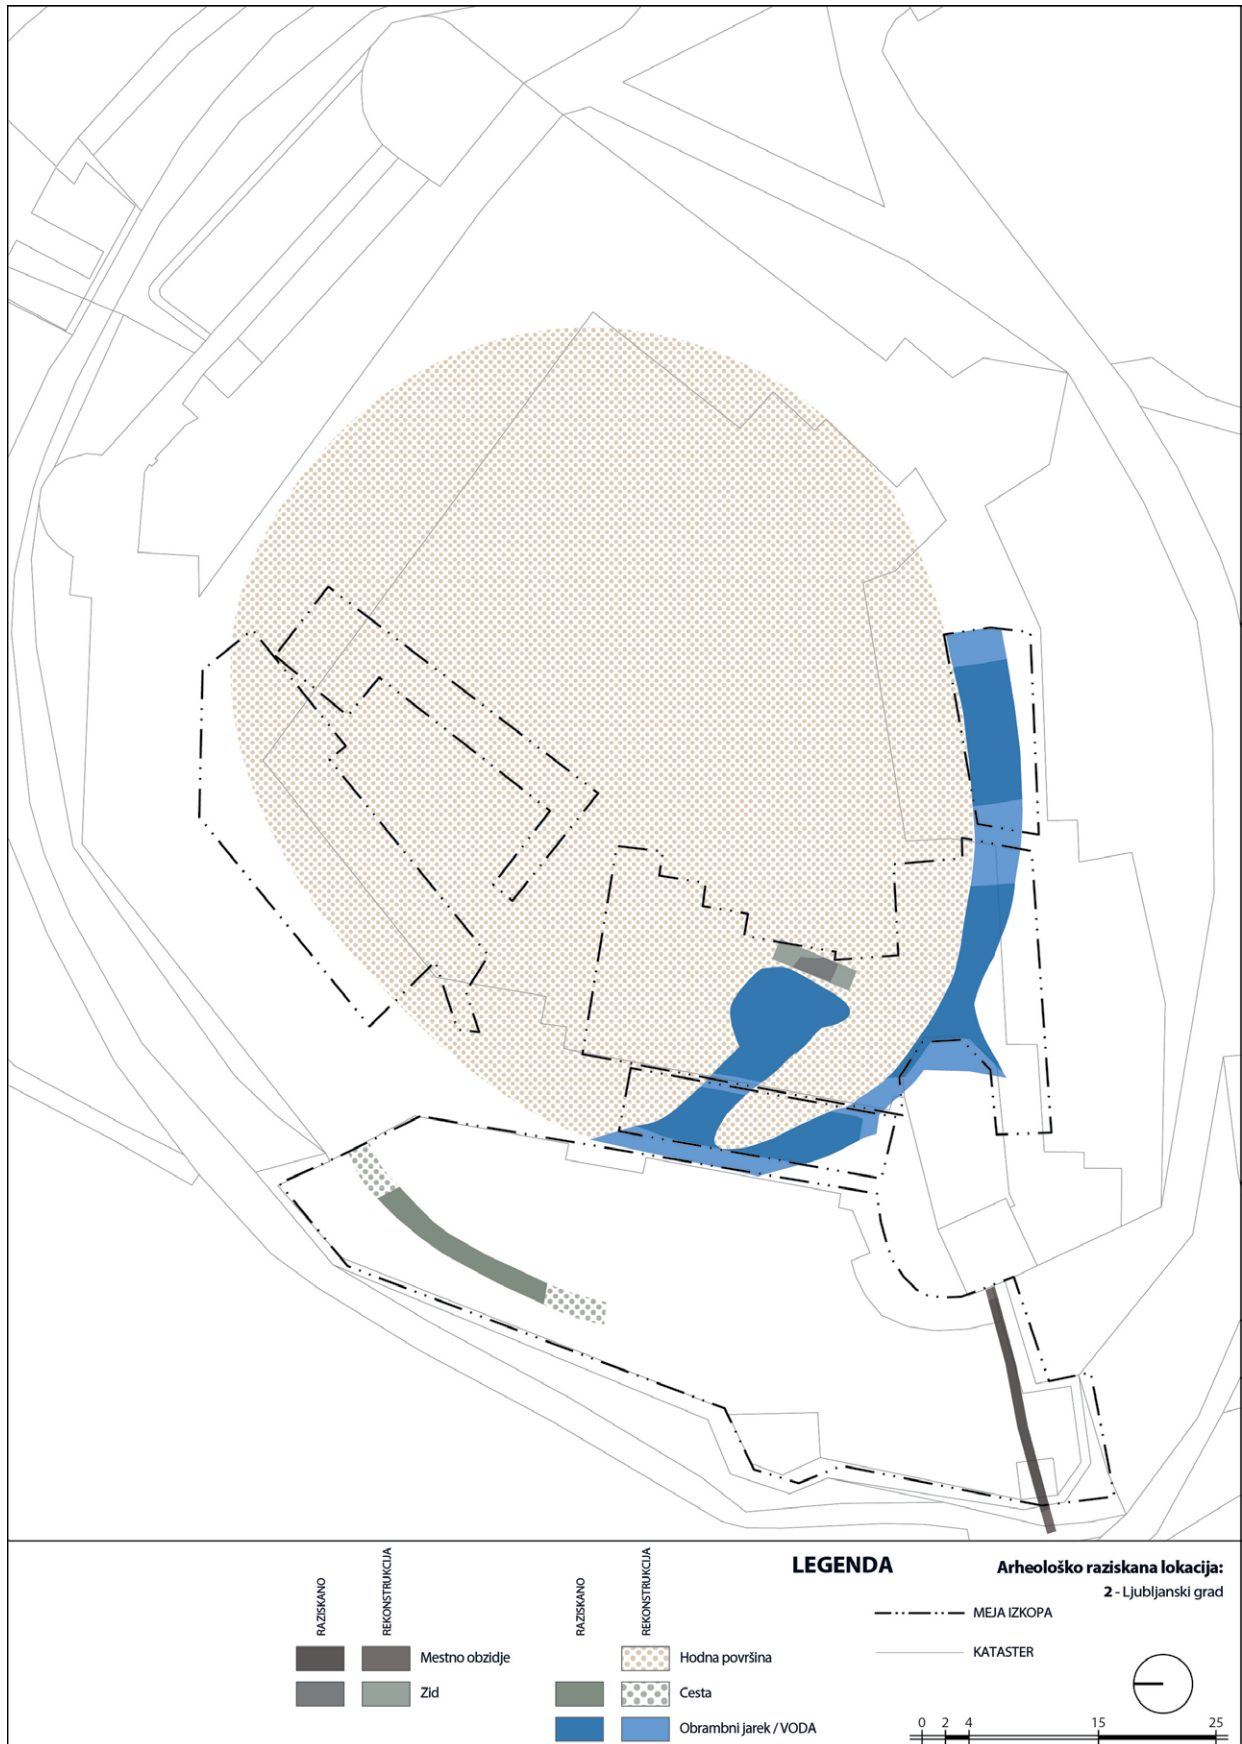 LEGENDA
Arheološko raziskana lokacija:
2 - Ljubljanski grad
RAZISKANO
REKONSTRUKCIJA
RAZISKANO
REKONSTRUKCIJA
Mestno obzidje
Zid
Hodna površina
Cesta
Obrambni jarek / VODA
MEJA IZKOPA
KATASTER
0 2 4 15 25